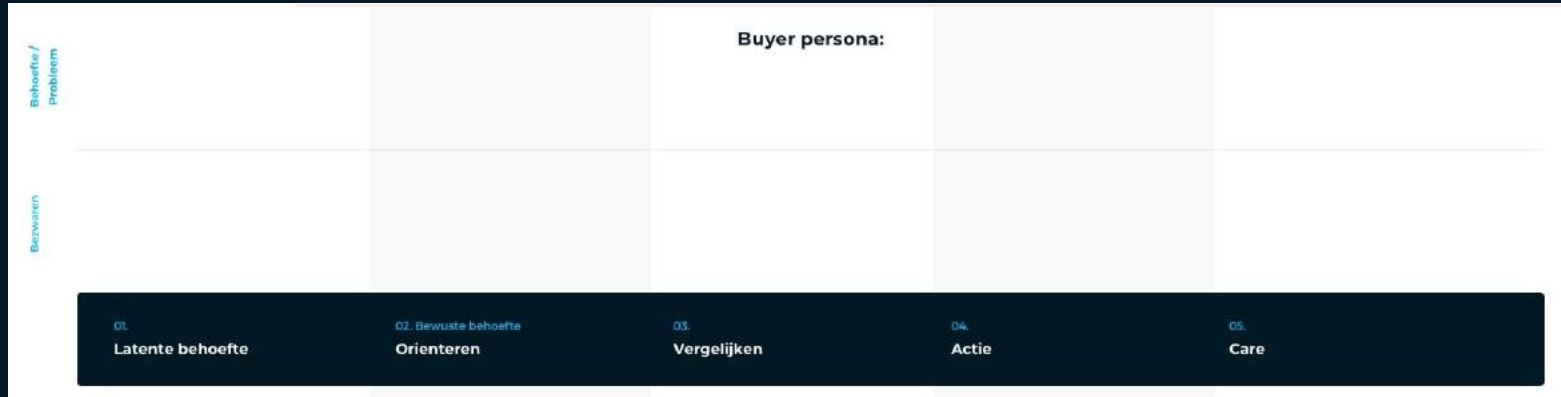 Buyer persona:
Behoefte /
Probleem
Bezwaren
01.
Latente behoefte
02. Bewuste behoefte
Orienteren
03.
Vergelijken
04.
Actie
05.
Care